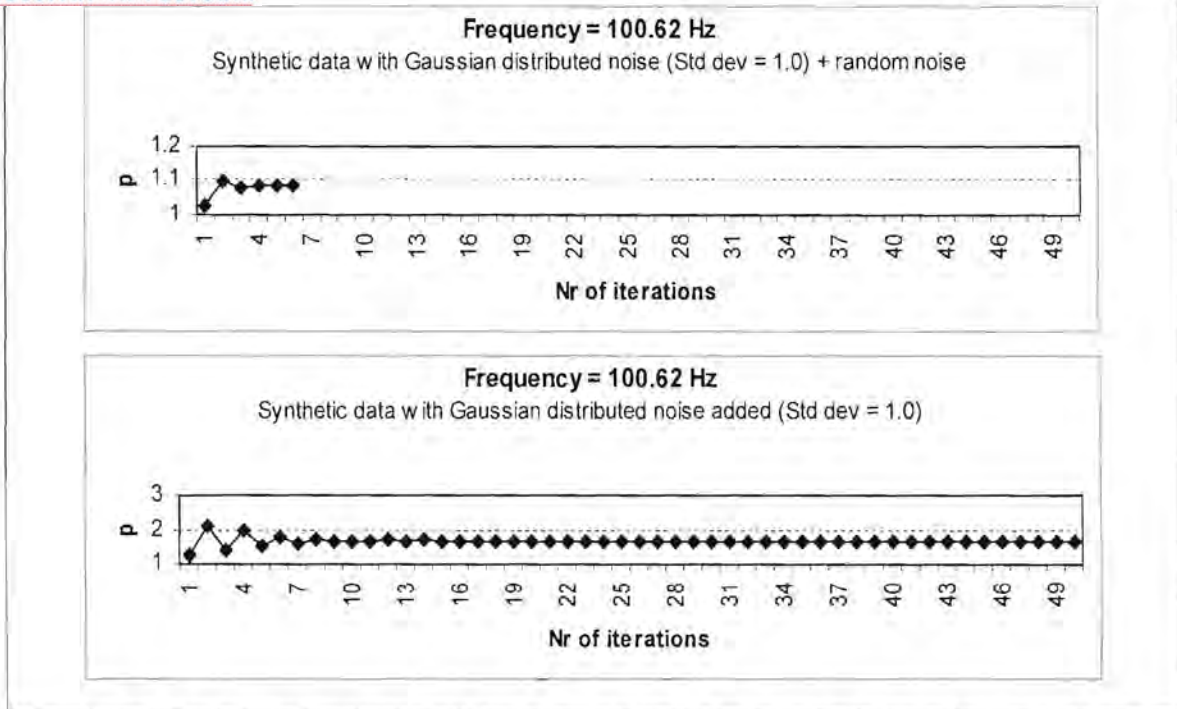 Frequency = 100.62 Hz
Synthetic data with Gaussian distributed noise (Std dev = 1.0) + random noise
1.2
1.1
1
p
1 4 7 10 13 16 19 22 25 28 31 34 37 40 43 46 49
Nr of iterations
Frequency = 100.62 Hz
Synthetic data with Gaussian distributed noise added (Std dev = 1.0)
3
2
1
p
1 4 7 10 13 16 19 22 25 28 31 34 37 40 43 46 49
Nr of iterations